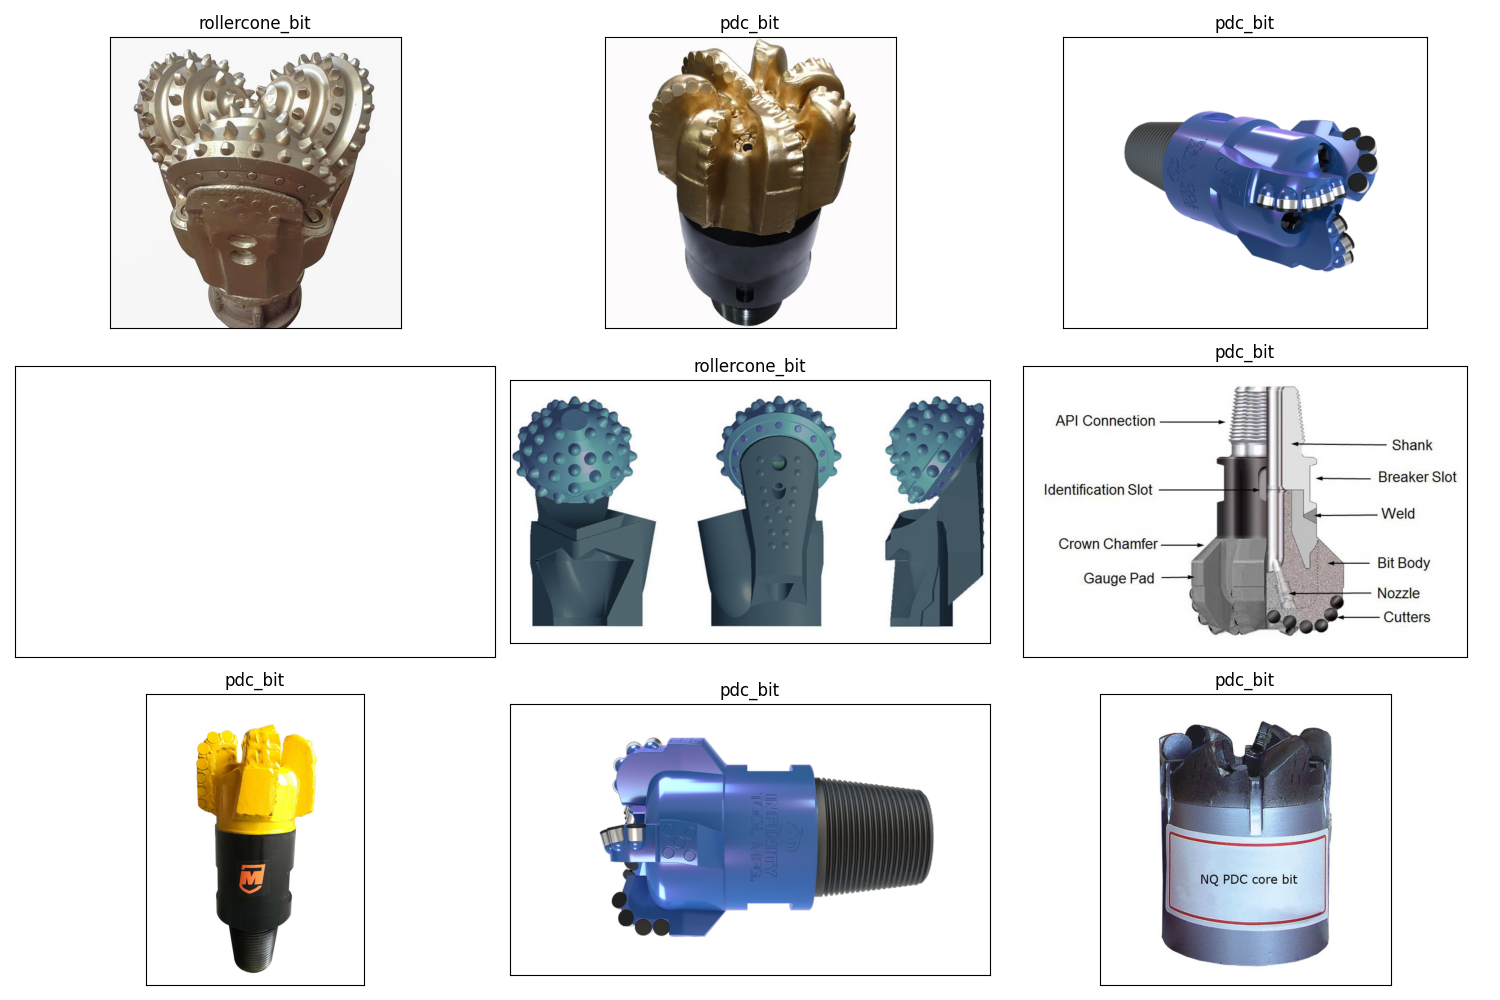 rollercone_bit
pdc_bit
pdc_bit
rollercone_bit
pdc_bit
API Connection
Shank
Identification Slot
Breaker Slot
Weld
Crown Chamfer
Gauge Pad
Bit Body
Nozzle
Cutters
pdc_bit
pdc_bit
pdc_bit
M
NQ PDC core bit